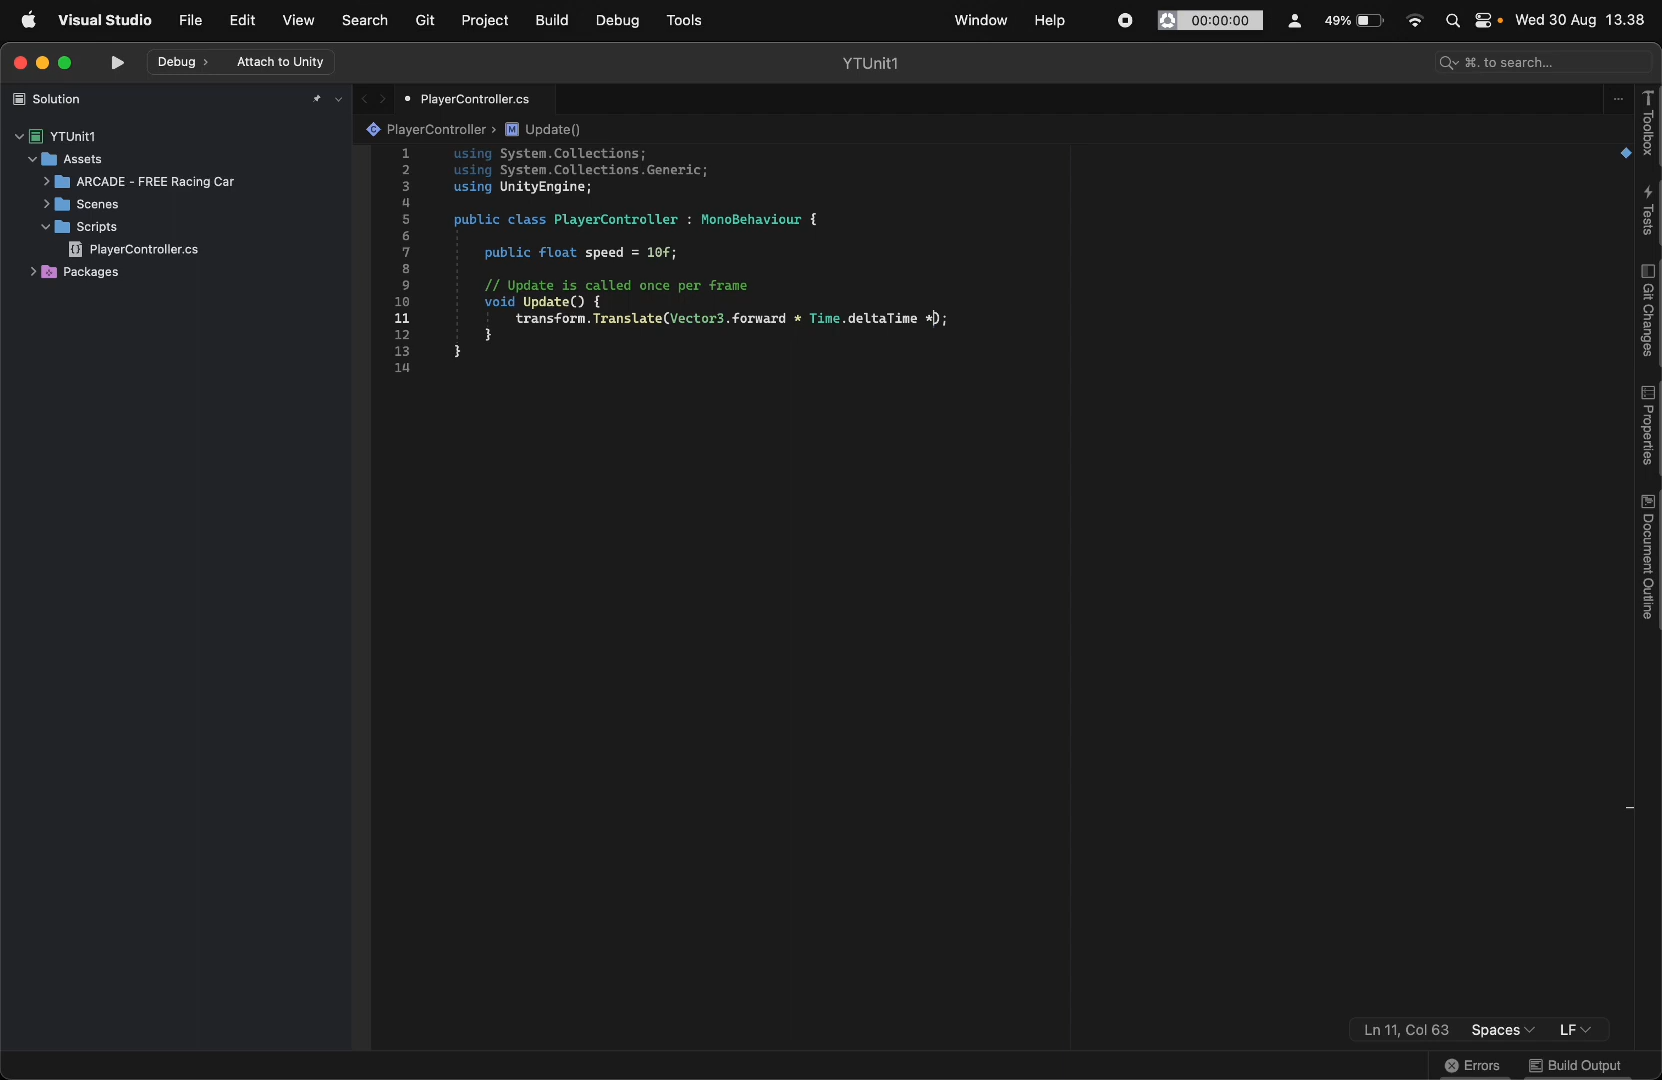 Visual Studio File Edit View Search Git Project Build Debug Tools Window Help 00:00:00 49% Wed 30 Aug 13.38
Debug › Attach to Unity YTUnit1 ⌘. to search...
Solution
PlayerController.cs
PlayerController › M Update()
YTUnit1
Assets
ARCADE - FREE Racing Car
Scenes
Scripts
PlayerController.cs
Packages
1 using System.Collections;
2 using System.Collections.Generic;
3 using UnityEngine;
4
5 public class PlayerController : MonoBehaviour {
6
7 public float speed = 10f;
8
9 // Update is called once per frame
10 void Update() {
11 transform.Translate(Vector3.forward * Time.deltaTime *);
12 }
13 }
14
Toolbox
Tests
Git Changes
Properties
Document Outline
Ln 11, Col 63 Spaces LF
Errors Build Output